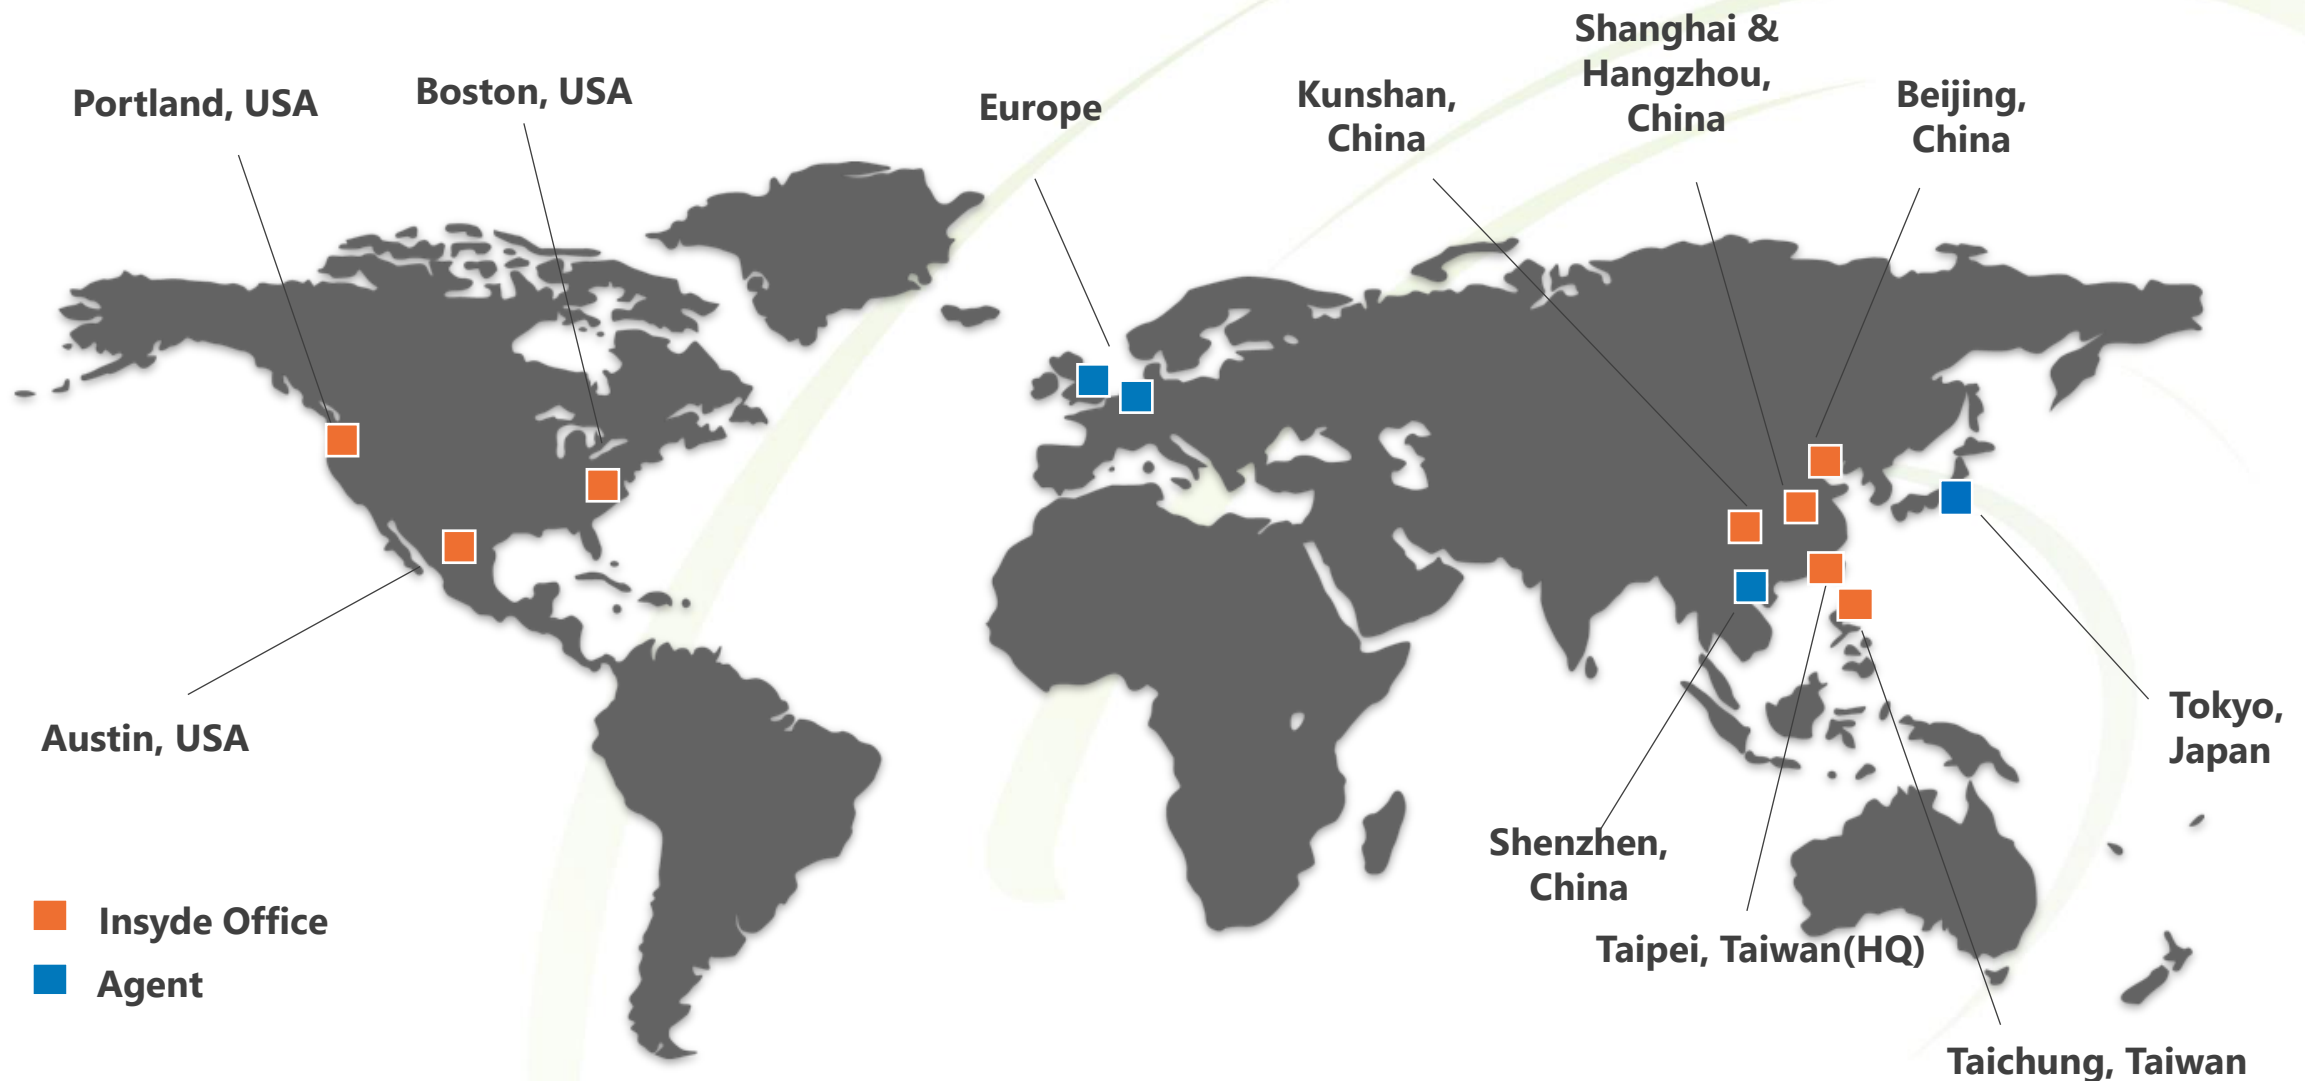 Portland, USA
Boston, USA
Europe
Kunshan,
China
Shanghai &
Hangzhou,
China
Beijing,
China
Austin, USA
Tokyo,
Japan
Shenzhen,
China
Taipei, Taiwan(HQ)
Taichung, Taiwan
Insyde Office
Agent